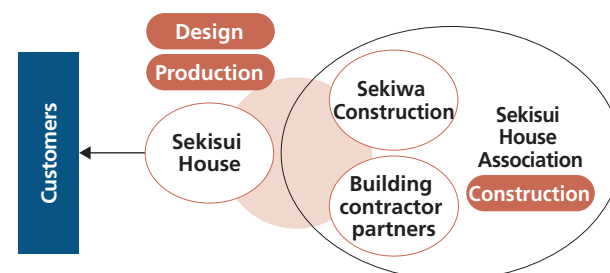 Design
Production
Customers
Sekisui
House
Sekiwa
Construction
Building
contractor
partners
Sekisui
House
Association
Construction